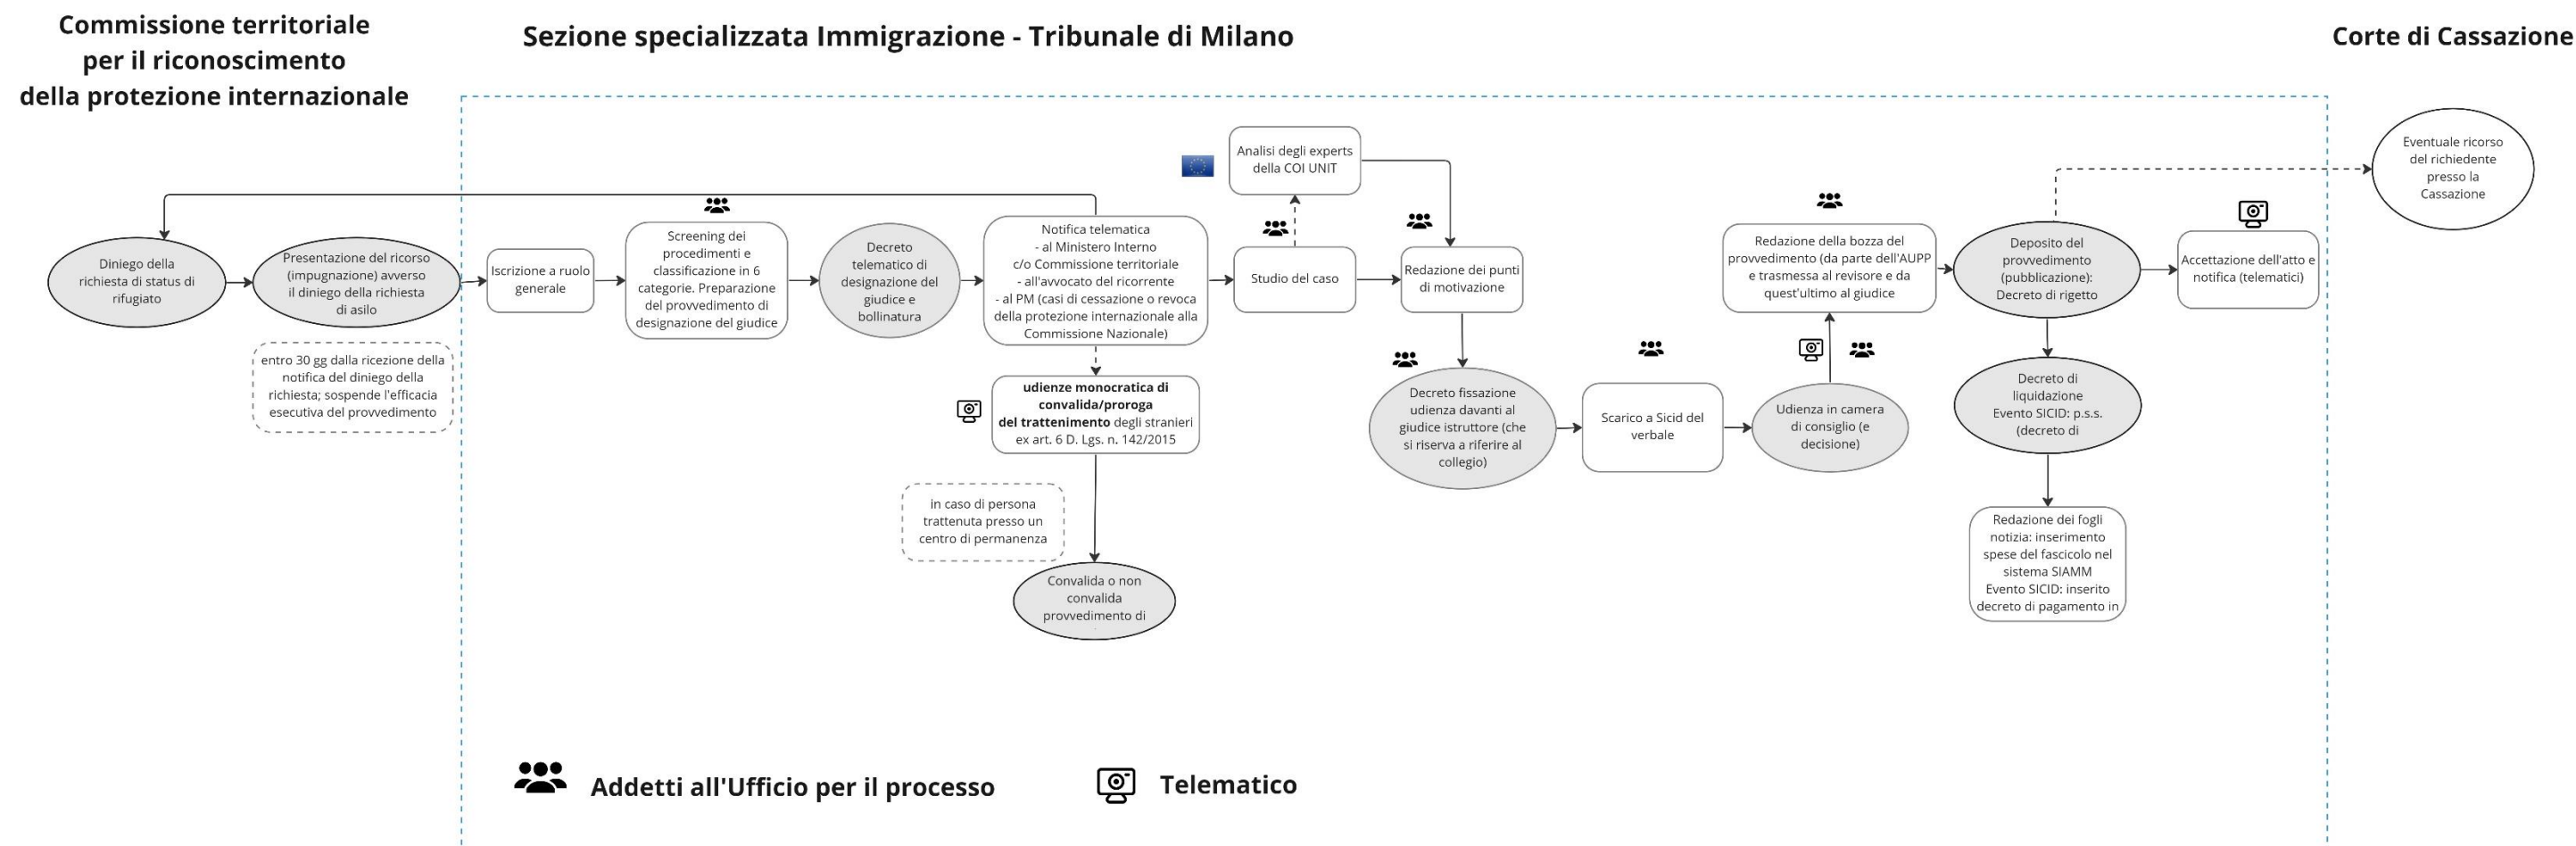 Commissione territoriale
per il riconoscimento
della protezione internazionale
Sezione specializzata Immigrazione - Tribunale di Milano
Corte di Cassazione
Diniego della
richiesta di status di
rifugiato
Presentazione del ricorso
(impugnazione) avverso
il diniego della richiesta
di asilo
entro 30 gg dalla ricezione della
notifica del diniego della
richiesta; sospende l'efficacia
esecutiva del provvedimento
Iscrizione a ruolo
generale
Screening dei
procedimenti e
classificazione in 6
categorie. Preparazione
del provvedimento di
designazione del giudice
Decreto
telematico di
designazione del
giudice e
bollinatura
Notifica telematica
- al Ministero Interno
c/o Commissione territoriale
- all'avvocato del ricorrente
- al PM (casi di cessazione o revoca
della protezione internazionale alla
Commissione Nazionale)
udienze monocratica di
convalida/proroga
del trattenimento degli stranieri
ex art. 6 D. Lgs. n. 142/2015
in caso di persona
trattenuta presso un
centro di permanenza
Convalida o non
convalida
provvedimento di
Analisi degli experts
della COI UNIT
Studio del caso
Redazione dei punti
di motivazione
Decreto fissazione
udienza davanti al
giudice istruttore (che
si riserva a riferire al
collegio)
Scarico a Sicid del
verbale
Udienza in camera
di consiglio (e
decisione)
Redazione della bozza del
provvedimento (da parte dell'AUPP
e trasmessa al revisore e da
quest'ultimo al giudice
Deposito del
provvedimento
(pubblicazione):
Decreto di rigetto
Accettazione dell'atto e
notifica (telematici)
Decreto di
liquidazione
Evento SICID: p.s.s.
(decreto di
Redazione dei fogli
notizia: inserimento
spese del fascicolo nel
sistema SIAMM
Evento SICID: inserito
decreto di pagamento in
Eventuale ricorso
del richiedente
presso la
Cassazione
Addetti all'Ufficio per il processo
Telematico